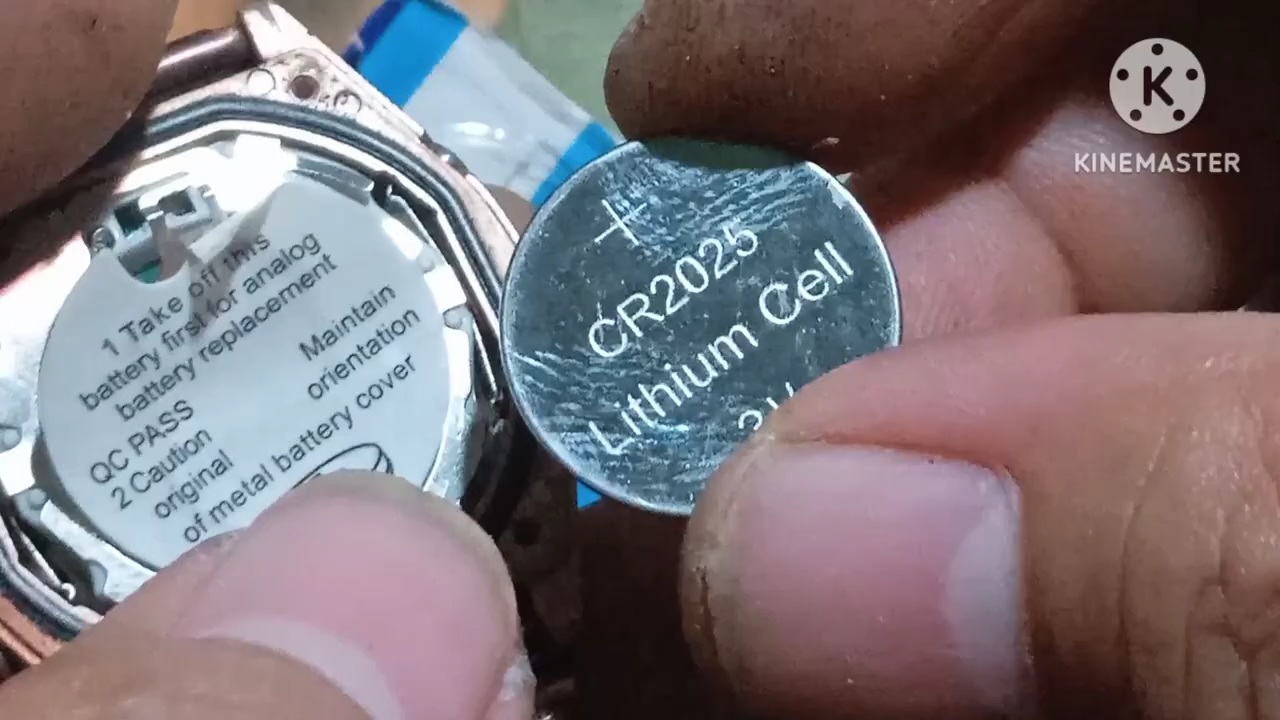 1 Take off this
battery first for analog
battery replacement
QC PASS
Maintain
2 Caution
orientation
original
of metal battery cover
+
CR2025
Lithium Cell
K
KINEMASTER